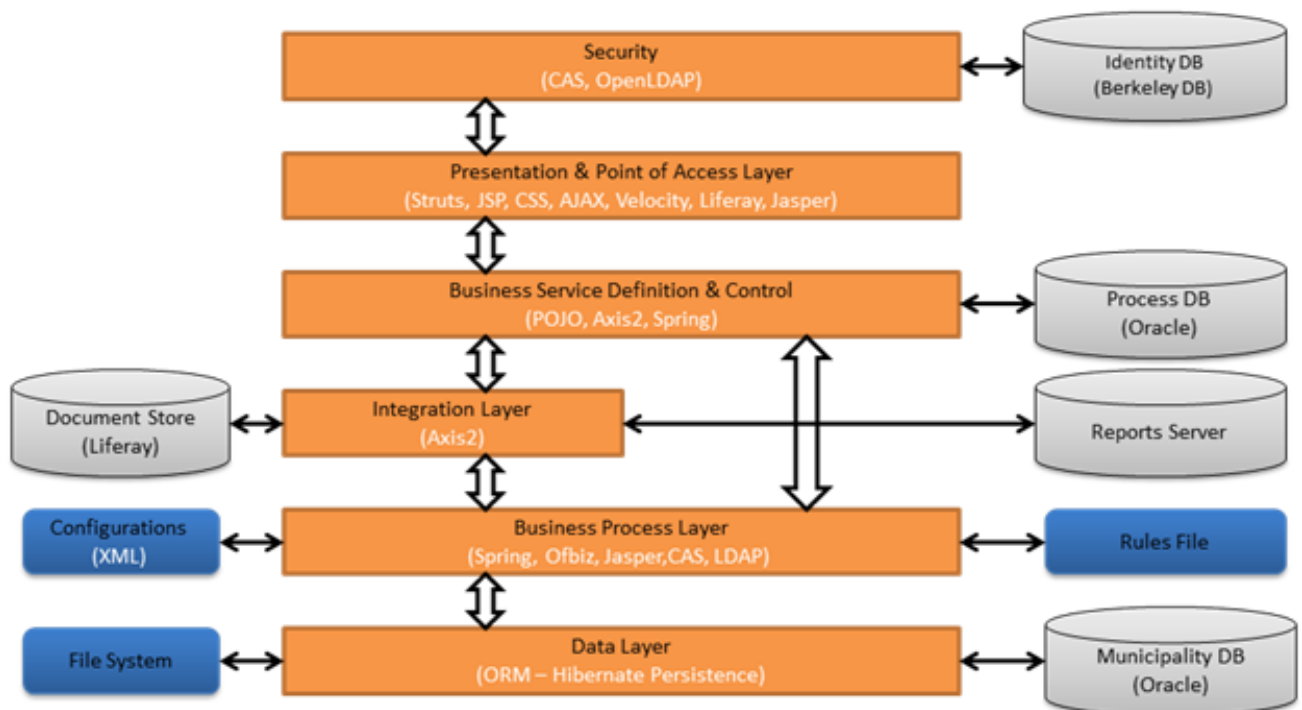 Security
(CAS, OpenLDAP)
Identity DB
(Berkeley DB)
Presentation & Point of Access Layer
(Struts, JSP, CSS, AJAX, Velocity, Liferay, Jasper)
Business Service Definition & Control
(POJO, Axis2, Spring)
Process DB
(Oracle)
Document Store
(Liferay)
Integration Layer
(Axis2)
Reports Server
Configurations
(XML)
Business Process Layer
(Spring, Ofbiz, Jasper,CAS, LDAP)
Rules File
File System
Data Layer
(ORM – Hibernate Persistence)
Municipality DB
(Oracle)